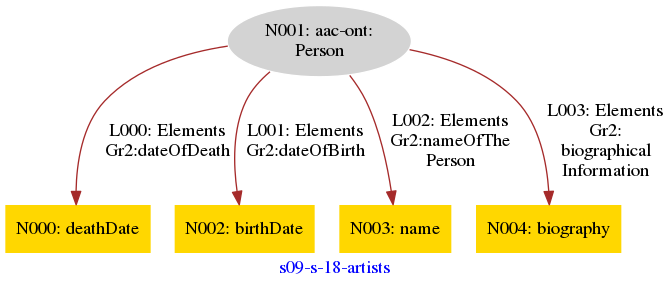 N001: aac-ont:
Person
L000: Elements
Gr2:dateOfDeath
L001: Elements
Gr2:dateOfBirth
L002: Elements
Gr2:nameOfThe
Person
L003: Elements
Gr2:
biographical
Information
N000: deathDate
N002: birthDate
N003: name
N004: biography
s09-s-18-artists